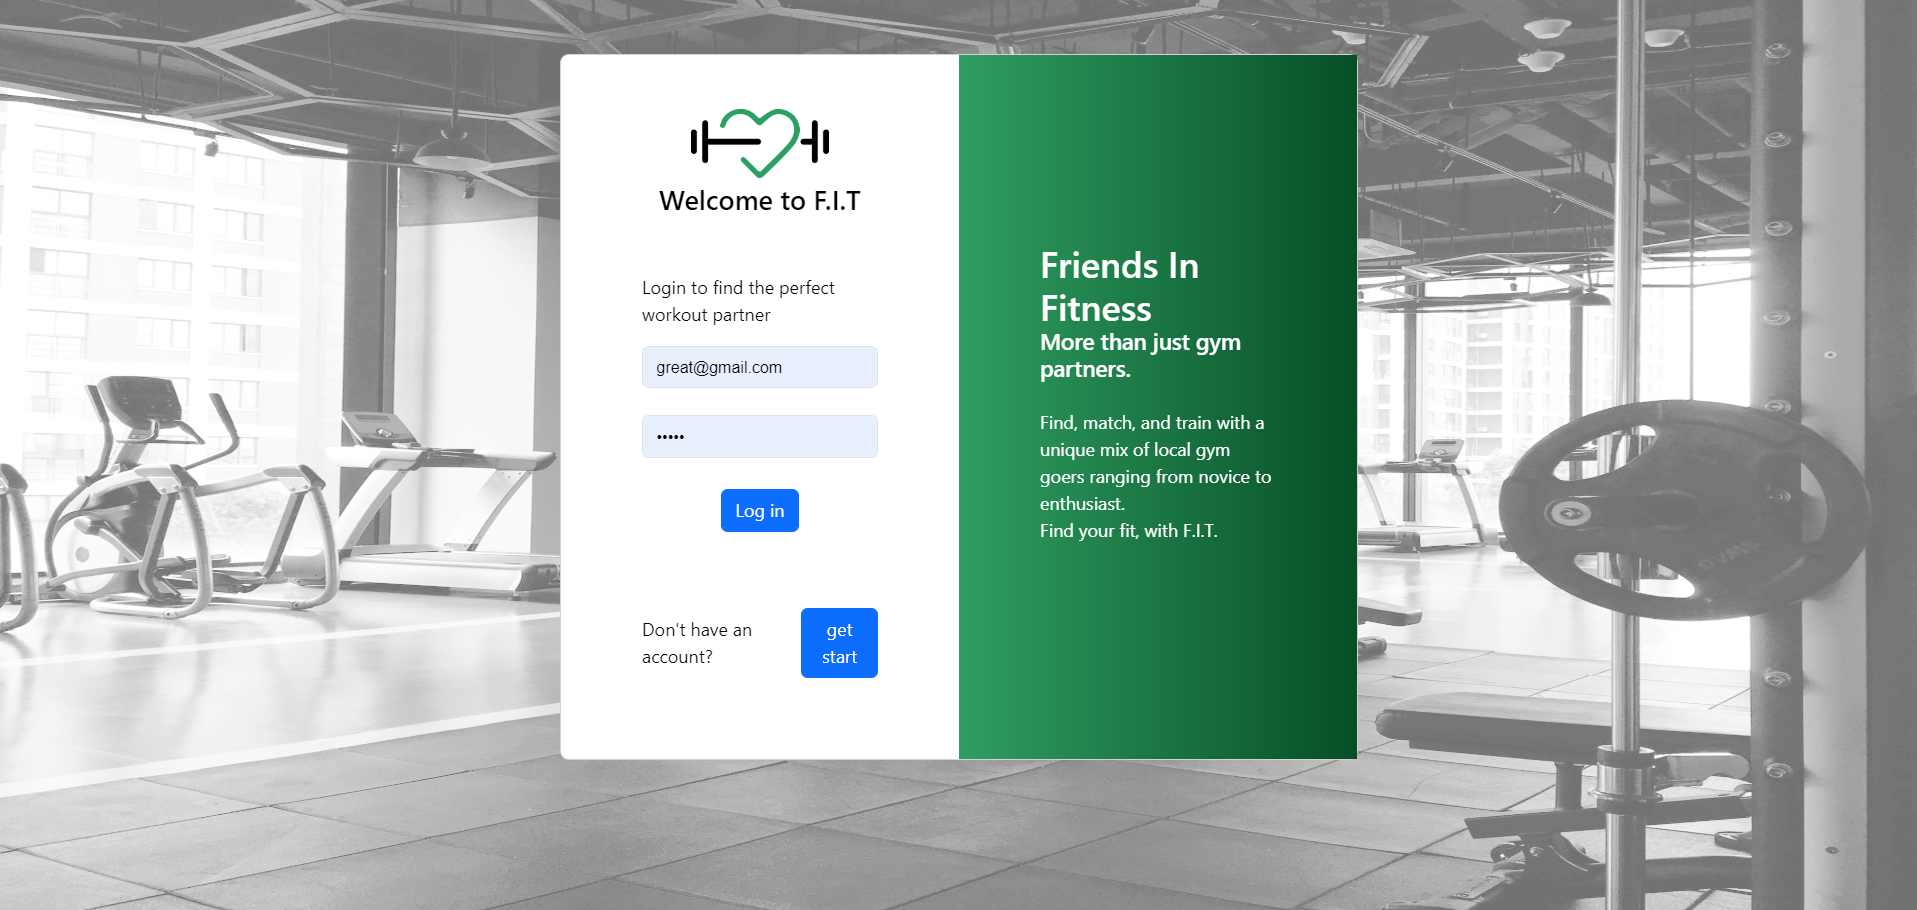 Welcome to F.I.T
Login to find the perfect
workout partner
great@gmail.com
•••••
Log in
Don't have an
account?
get
start
Friends In
Fitness
More than just gym
partners.
Find, match, and train with a
unique mix of local gym
goers ranging from novice to
enthusiast.
Find your fit, with F.I.T.